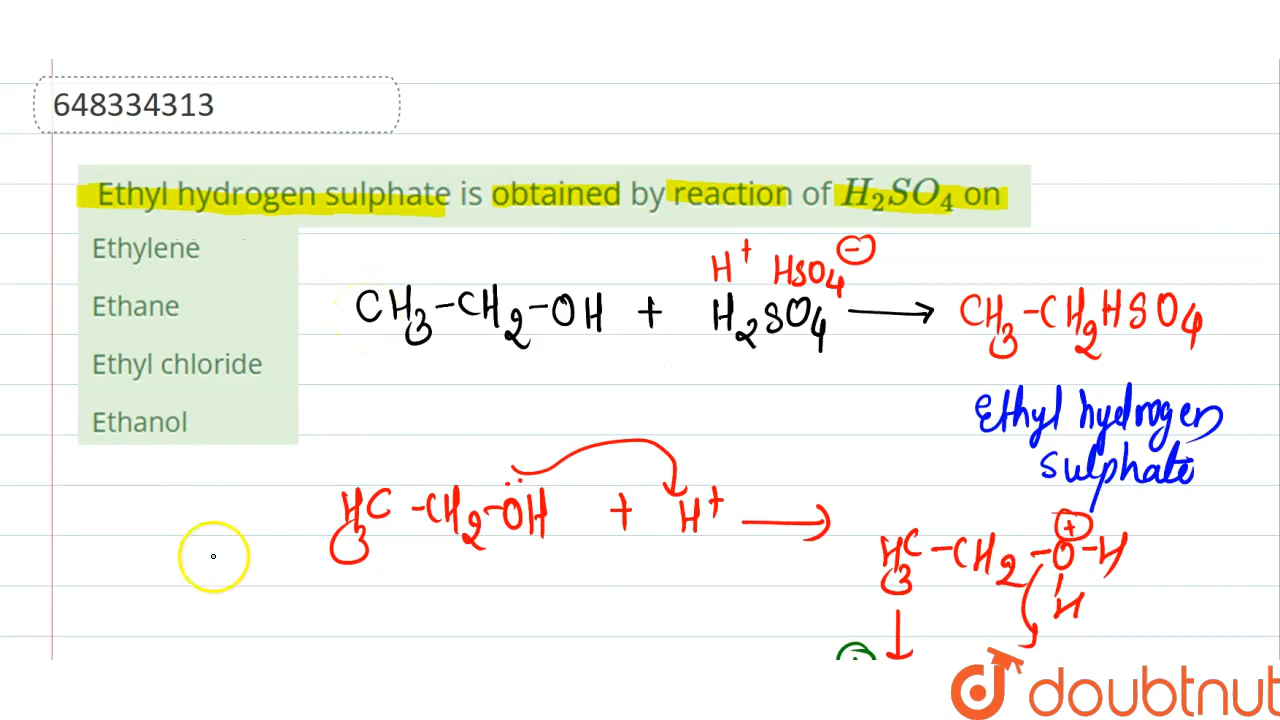 648334313
Ethyl hydrogen sulphate is obtained by reaction of H₂SO₄ on
Ethylene
Ethane
Ethyl chloride
Ethanol
H⁺ HSO₄⊖
CH₃-CH₂-OH + H₂SO₄ → CH₃-CH₂HSO₄
Ethyl hydrogen
sulphate
H₃C-CH₂-ÖH + H⁺ →
H₃C-CH₂-O-H
+
H
doubtnut